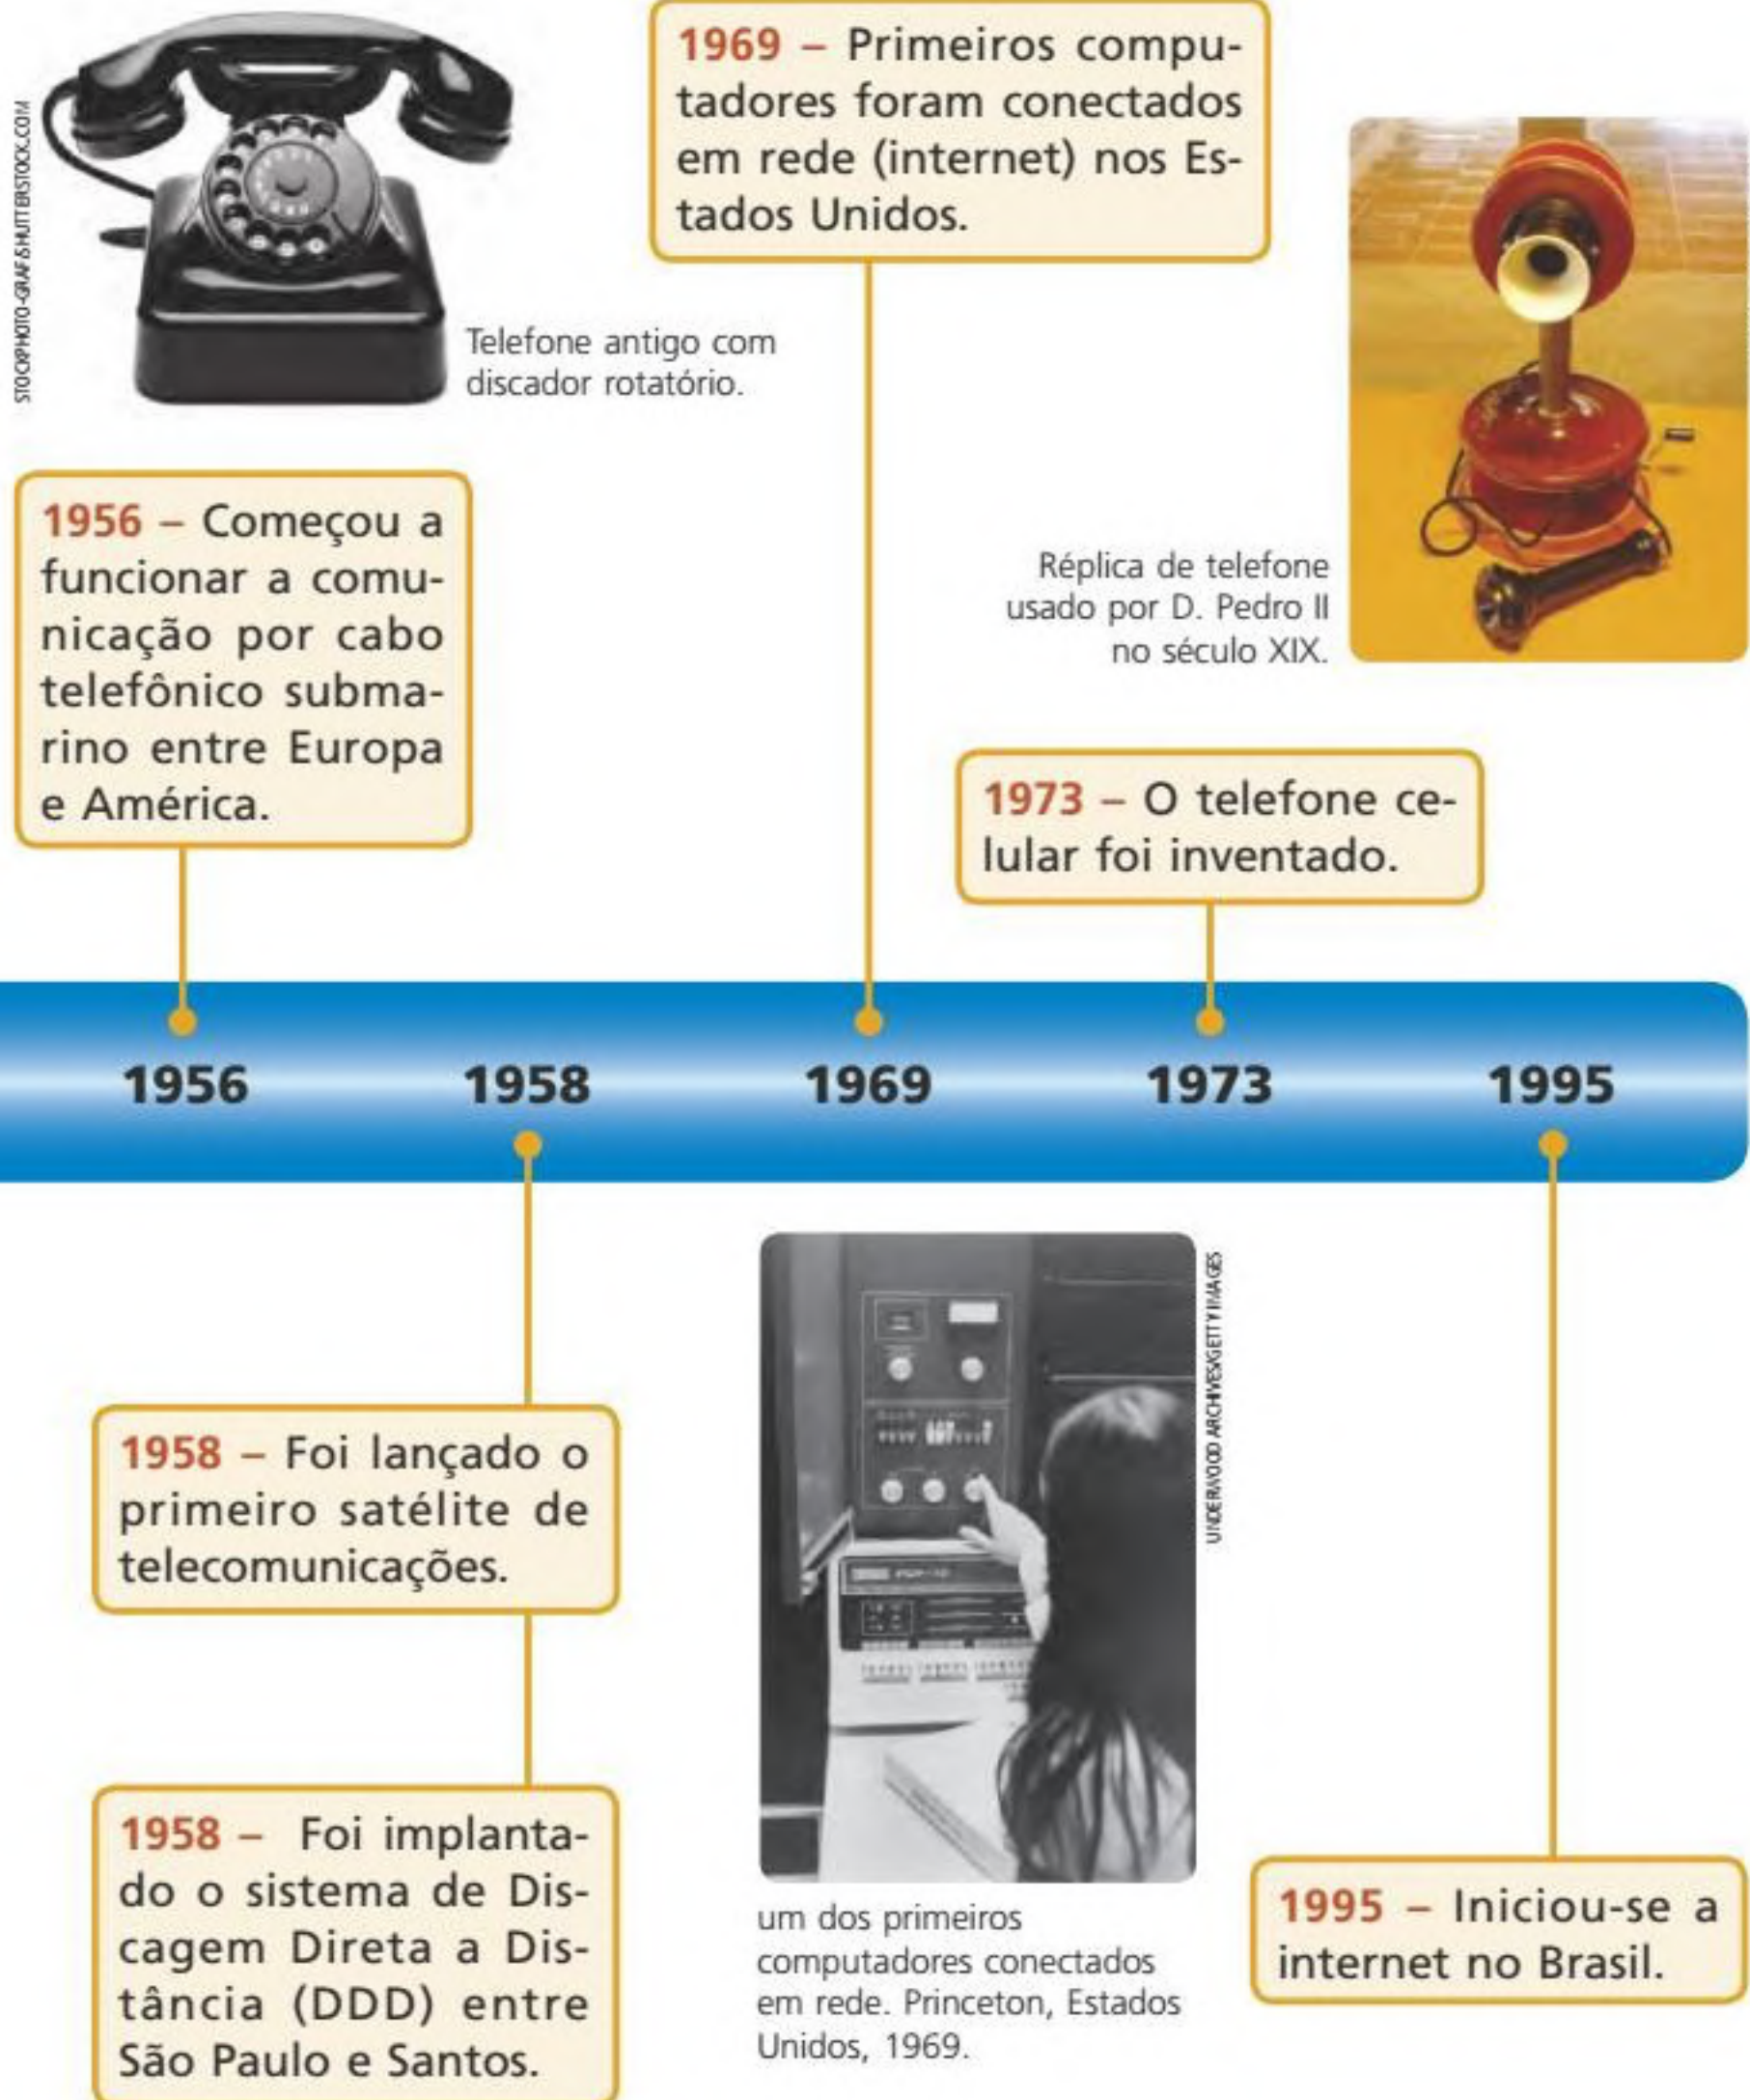 STOCKPHOTO-GRAF/SHUTTERSTOCK.COM
Telefone antigo com
discador rotatório.
1969 – Primeiros compu-
tadores foram conectados
em rede (internet) nos Es-
tados Unidos.
1956 – Começou a
funcionar a comu-
nicação por cabo
telefônico subma-
rino entre Europa
e América.
Réplica de telefone
usado por D. Pedro II
no século XIX.
1973 – O telefone ce-
lular foi inventado.
1956 1958 1969 1973 1995
1958 – Foi lançado o
primeiro satélite de
telecomunicações.
1958 – Foi implanta-
do o sistema de Dis-
cagem Direta a Dis-
tância (DDD) entre
São Paulo e Santos.
UNDERWOOD ARCHIVES/GETTY IMAGES
um dos primeiros
computadores conectados
em rede. Princeton, Estados
Unidos, 1969.
1995 – Iniciou-se a
internet no Brasil.